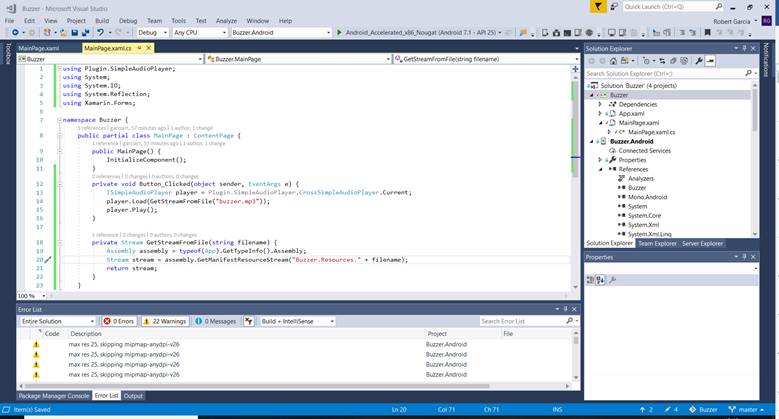 Buzzer - Microsoft Visual Studio
Quick Launch (Ctrl+Q)
File Edit View Project Build Debug Team Tools Test Analyze Window Help
Robert Garcia RG
Debug Any CPU Buzzer.Android Android_Accelerated_x86_Nougat (Android 7.1 - API 25)
Toolbox
MainPage.xaml MainPage.xaml.cs
Buzzer Buzzer.MainPage GetStreamFromFile(string filename)
1 using Plugin.SimpleAudioPlayer;
2 using System;
3 using System.IO;
4 using System.Reflection;
5 using Xamarin.Forms;
6
7 namespace Buzzer {
5 references | garciart, 57 minutes ago | 1 author, 1 change
8 public partial class MainPage : ContentPage {
1 reference | garciart, 57 minutes ago | 1 author, 1 change
9 public MainPage() {
10 InitializeComponent();
11 }
0 references | 0 changes | 0 authors, 0 changes
12 private void Button_Clicked(object sender, EventArgs e) {
13 ISimpleAudioPlayer player = Plugin.SimpleAudioPlayer.CrossSimpleAudioPlayer.Current;
14 player.Load(GetStreamFromFile("buzzer.mp3"));
15 player.Play();
16 }
17
1 reference | 0 changes | 0 authors, 0 changes
18 private Stream GetStreamFromFile(string filename) {
19 Assembly assembly = typeof(App).GetTypeInfo().Assembly;
20 Stream stream = assembly.GetManifestResourceStream("Buzzer.Resources." + filename);
21 return stream;
22 }
23 }
100 %
Solution Explorer
Search Solution Explorer (Ctrl+;)
Solution 'Buzzer' (4 projects)
Buzzer
Dependencies
App.xaml
MainPage.xaml
MainPage.xaml.cs
Buzzer.Android
Connected Services
Properties
References
Analyzers
Buzzer
Mono.Android
System
System.Core
System.Xml
System.Xml.Linq
Solution Explorer Team Explorer Server Explorer
Notifications
Properties
Error List
Entire Solution 0 Errors 22 Warnings 0 Messages Build + IntelliSense Search Error List
Code Description Project File
max res 25, skipping mipmap-anydpi-v26 Buzzer.Android
max res 25, skipping mipmap-anydpi-v26 Buzzer.Android
max res 25, skipping mipmap-anydpi-v26 Buzzer.Android
max res 25, skipping mipmap-anydpi-v26 Buzzer.Android
Package Manager Console Error List Output
Item(s) Saved Ln 20 Col 71 Ch 71 INS 2 4 Buzzer master